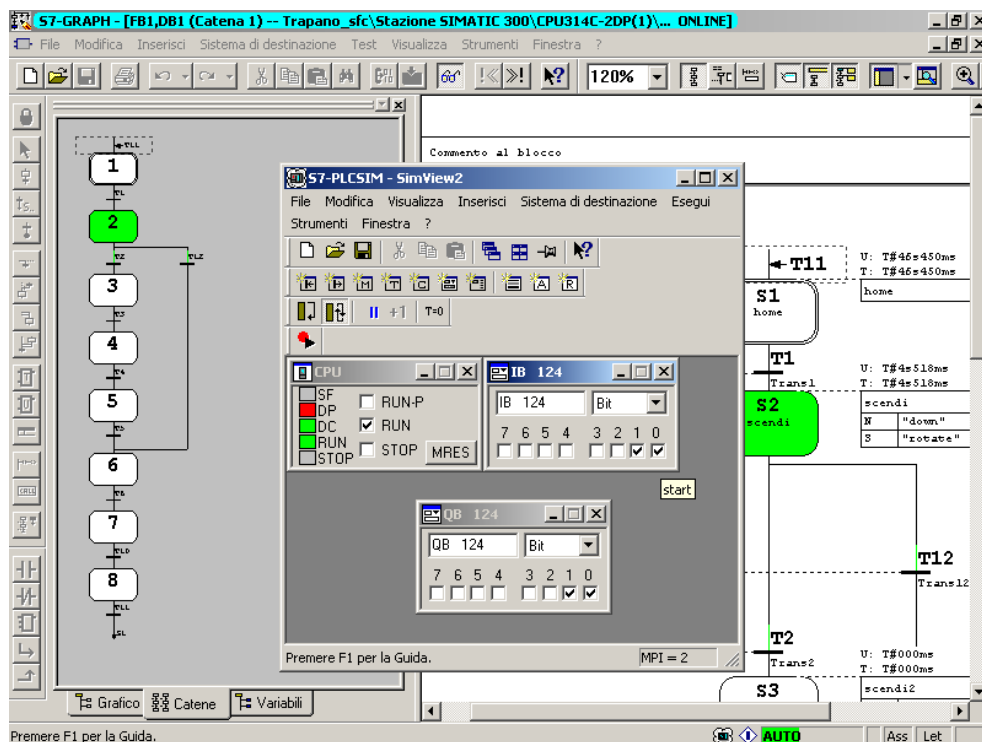 S7-GRAPH - [FB1,DB1 (Catena 1) -- Trapano_sfc\Stazione SIMATIC 300\CPU314C-2DP(1)\... ONLINE]
File Modifica Inserisci Sistema di destinazione Test Visualizza Strumenti Finestra ?
120%
Commento al blocco
1
2
3
4
5
6
7
8
S7-PLCSIM - SimView2
File Modifica Visualizza Inserisci Sistema di destinazione Esegui
Strumenti Finestra ?
+1 T=0
CPU
SF
DP
DC
RUN
STOP
RUN-P
RUN
STOP
MRES
IB 124
IB 124 Bit
7 6 5 4 3 2 1 0
start
QB 124
QB 124 Bit
7 6 5 4 3 2 1 0
Premere F1 per la Guida. MPI = 2
T11
U: T#46s450ms
T: T#46s450ms
S1
home
home
T1
Trans1
U: T#4s518ms
T: T#4s518ms
S2
scendi
scendi
N "down"
S "rotate"
T12
Trans12
T2
Trans2
U: T#000ms
T: T#000ms
S3
scendi2
Grafico Catene Variabili
Premere F1 per la Guida. AUTO Ass Let